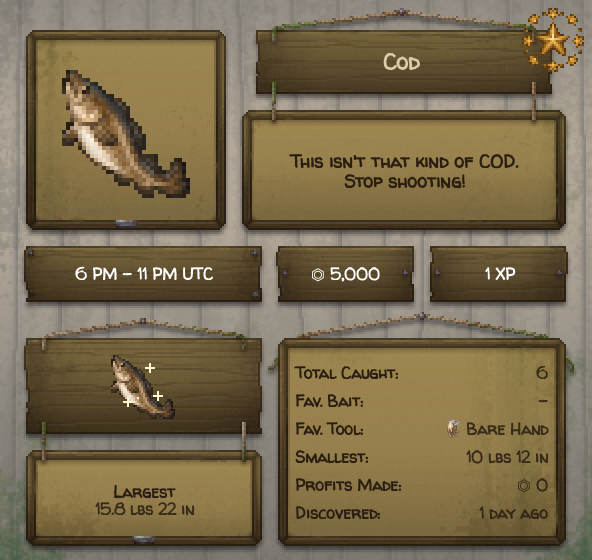 Cod
This isn't that kind of COD.
Stop shooting!
6 PM – 11 PM UTC
5,000
1 XP
Total Caught: 6
Fav. Bait: –
Fav. Tool: Bare Hand
Smallest: 10 lbs 12 in
Profits Made: 0
Discovered: 1 day ago
Largest
15.8 lbs 22 in